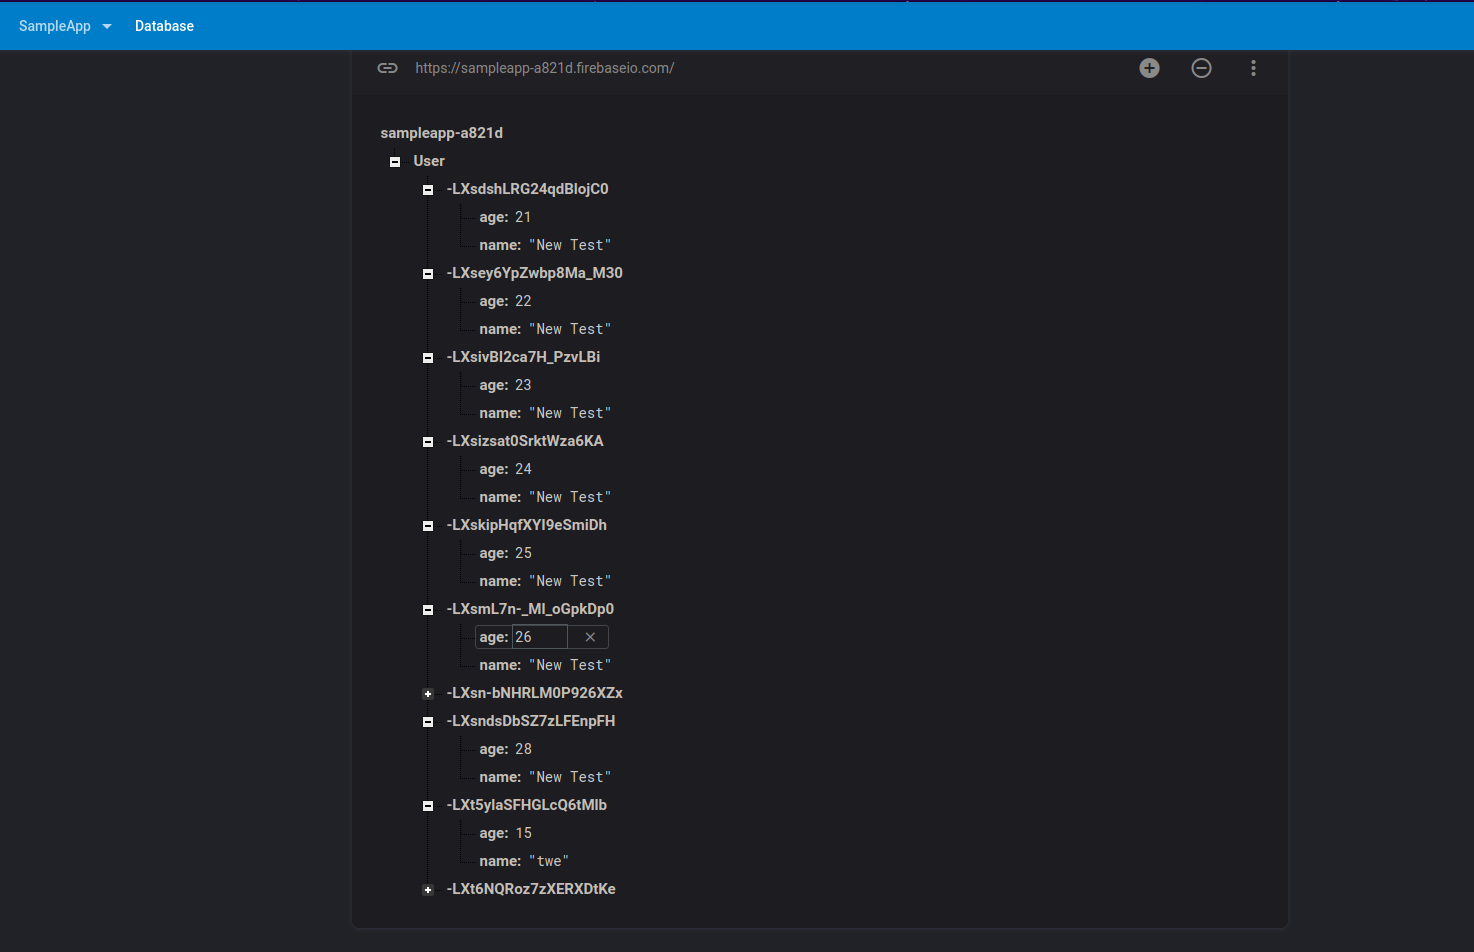 SampleApp Database
https://sampleapp-a821d.firebaseio.com/
sampleapp-a821d
User
-LXsdshLRG24qdBlojC0
age: 21
name: "New Test"
-LXsey6YpZwbp8Ma_M30
age: 22
name: "New Test"
-LXsivBl2ca7H_PzvLBi
age: 23
name: "New Test"
-LXsizsat0SrktWza6KA
age: 24
name: "New Test"
-LXskipHqfXYI9eSmiDh
age: 25
name: "New Test"
-LXsmL7n-_MI_oGpkDp0
age: 26
name: "New Test"
-LXsn-bNHRLM0P926XZx
-LXsndsDbSZ7zLFEnpFH
age: 28
name: "New Test"
-LXt5ylaSFHGLcQ6tMlb
age: 15
name: "twe"
-LXt6NQRoz7zXERXDtKe